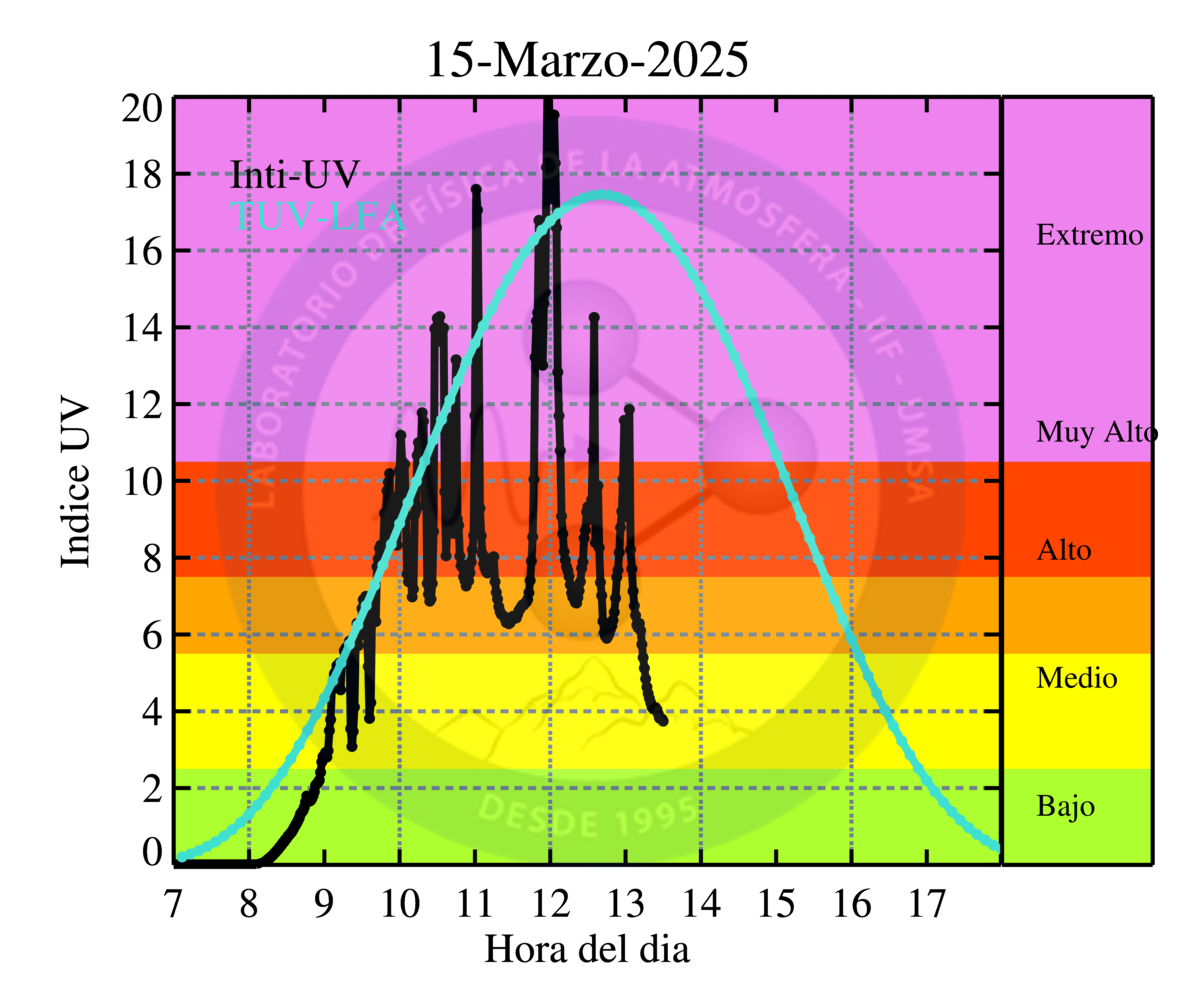 15-Marzo-2025
Inti-UV
TUV-LFA
LABORATORIO DE FÍSICA DE LA ATMÓSFERA - IIF - UMSA
DESDE 1995
Indice UV
20
18
16
14
12
10
8
6
4
2
0
Extremo
Muy Alto
Alto
Medio
Bajo
7 8 9 10 11 12 13 14 15 16 17
Hora del dia